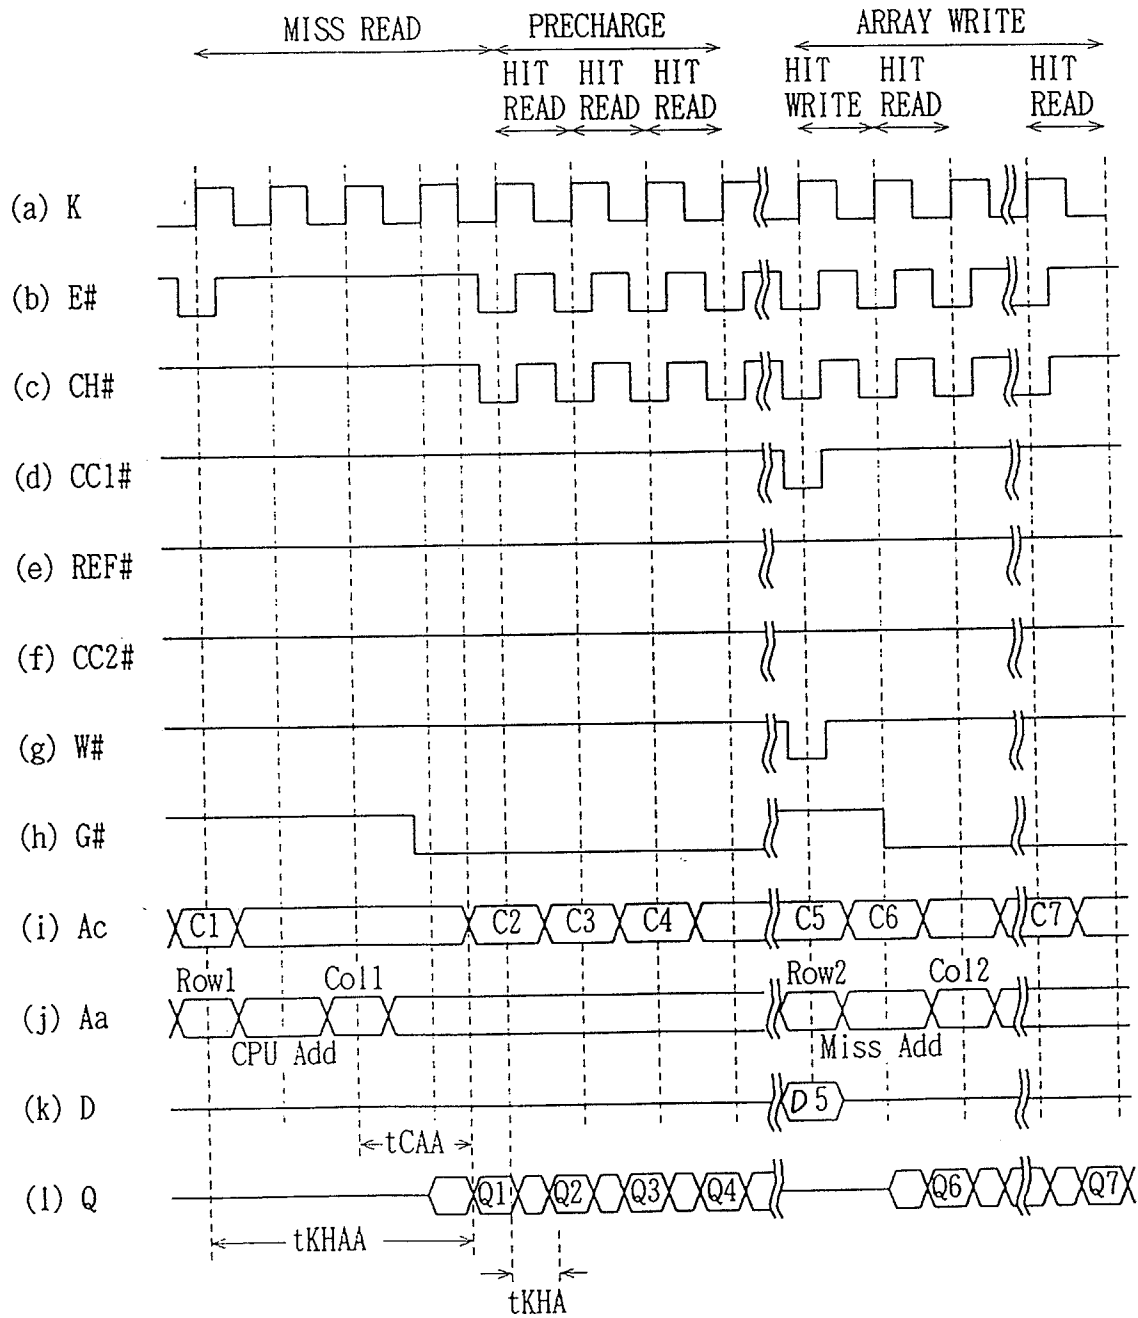 MISS READ PRECHARGE ARRAY WRITE
HIT HIT HIT HIT HIT HIT
READ READ READ WRITE READ READ
(a) K
(b) E#
(c) CH#
(d) CC1#
(e) REF#
(f) CC2#
(g) W#
(h) G#
(i) Ac C1 C2 C3 C4 C5 C6 C7
Row1 Col1 Row2 Col2
(j) Aa
CPU Add Miss Add
(k) D D5
tCAA
(l) Q Q1 Q2 Q3 Q4 Q6 Q7
tKHAA
tKHA